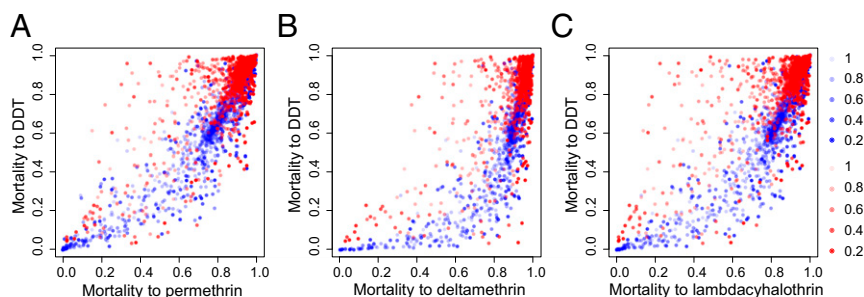 A
B
C
Mortality to DDT
0.0 0.2 0.4 0.6 0.8 1.0
0.0 0.2 0.4 0.6 0.8 1.0
Mortality to permethrin
Mortality to DDT
0.0 0.2 0.4 0.6 0.8 1.0
0.0 0.2 0.4 0.6 0.8 1.0
Mortality to deltamethrin
Mortality to DDT
0.0 0.2 0.4 0.6 0.8 1.0
0.0 0.2 0.4 0.6 0.8 1.0
Mortality to lambdacyhalothrin
1
0.8
0.6
0.4
0.2
1
0.8
0.6
0.4
0.2